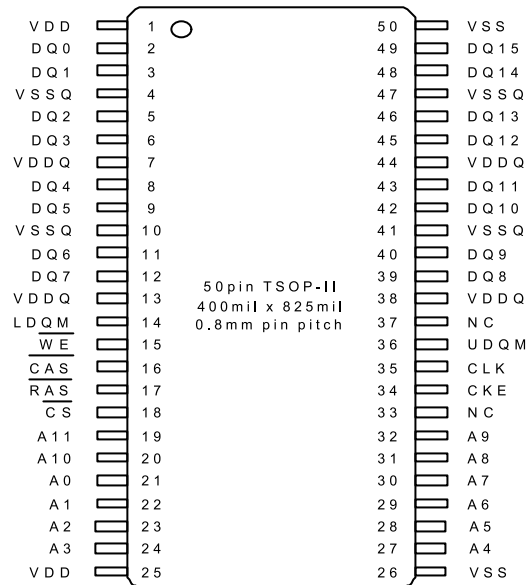 VDD 1 50 VSS
DQ0 2 49 DQ15
DQ1 3 48 DQ14
VSSQ 4 47 VSSQ
DQ2 5 46 DQ13
DQ3 6 45 DQ12
VDDQ 7 44 VDDQ
DQ4 8 43 DQ11
DQ5 9 42 DQ10
VSSQ 10 41 VSSQ
DQ6 11 40 DQ9
DQ7 12 39 DQ8
50pin TSOP-II
VDDQ 13 38 VDDQ
400mil x 825mil
LDQM 14 37 NC
0.8mm pin pitch
WE 15 36 UDQM
CAS 16 35 CLK
RAS 17 34 CKE
CS 18 33 NC
A11 19 32 A9
A10 20 31 A8
A0 21 30 A7
A1 22 29 A6
A2 23 28 A5
A3 24 27 A4
VDD 25 26 VSS